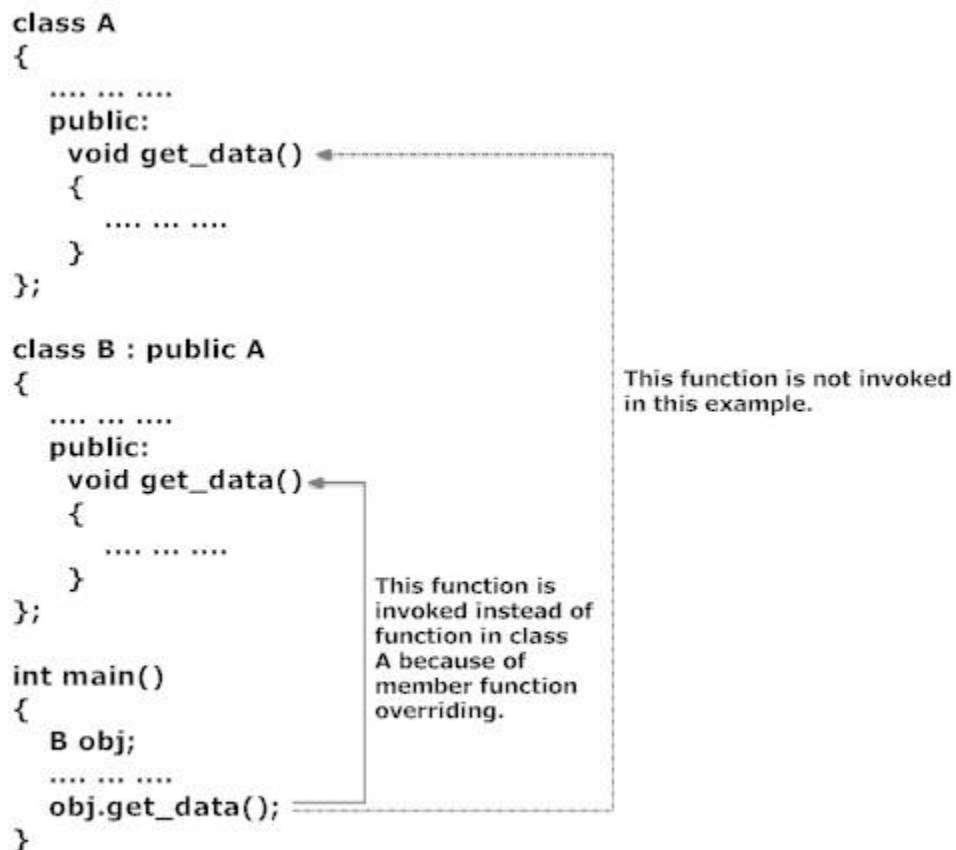 class A
{
.... ... ....
public:
void get_data()
{
.... ... ....
}
};
class B : public A
{
.... ... ....
public:
void get_data()
{
.... ... ....
}
};
int main()
{
B obj;
.... ... ....
obj.get_data();
}
This function is not invoked
in this example.
This function is
invoked instead of
function in class
A because of
member function
overriding.